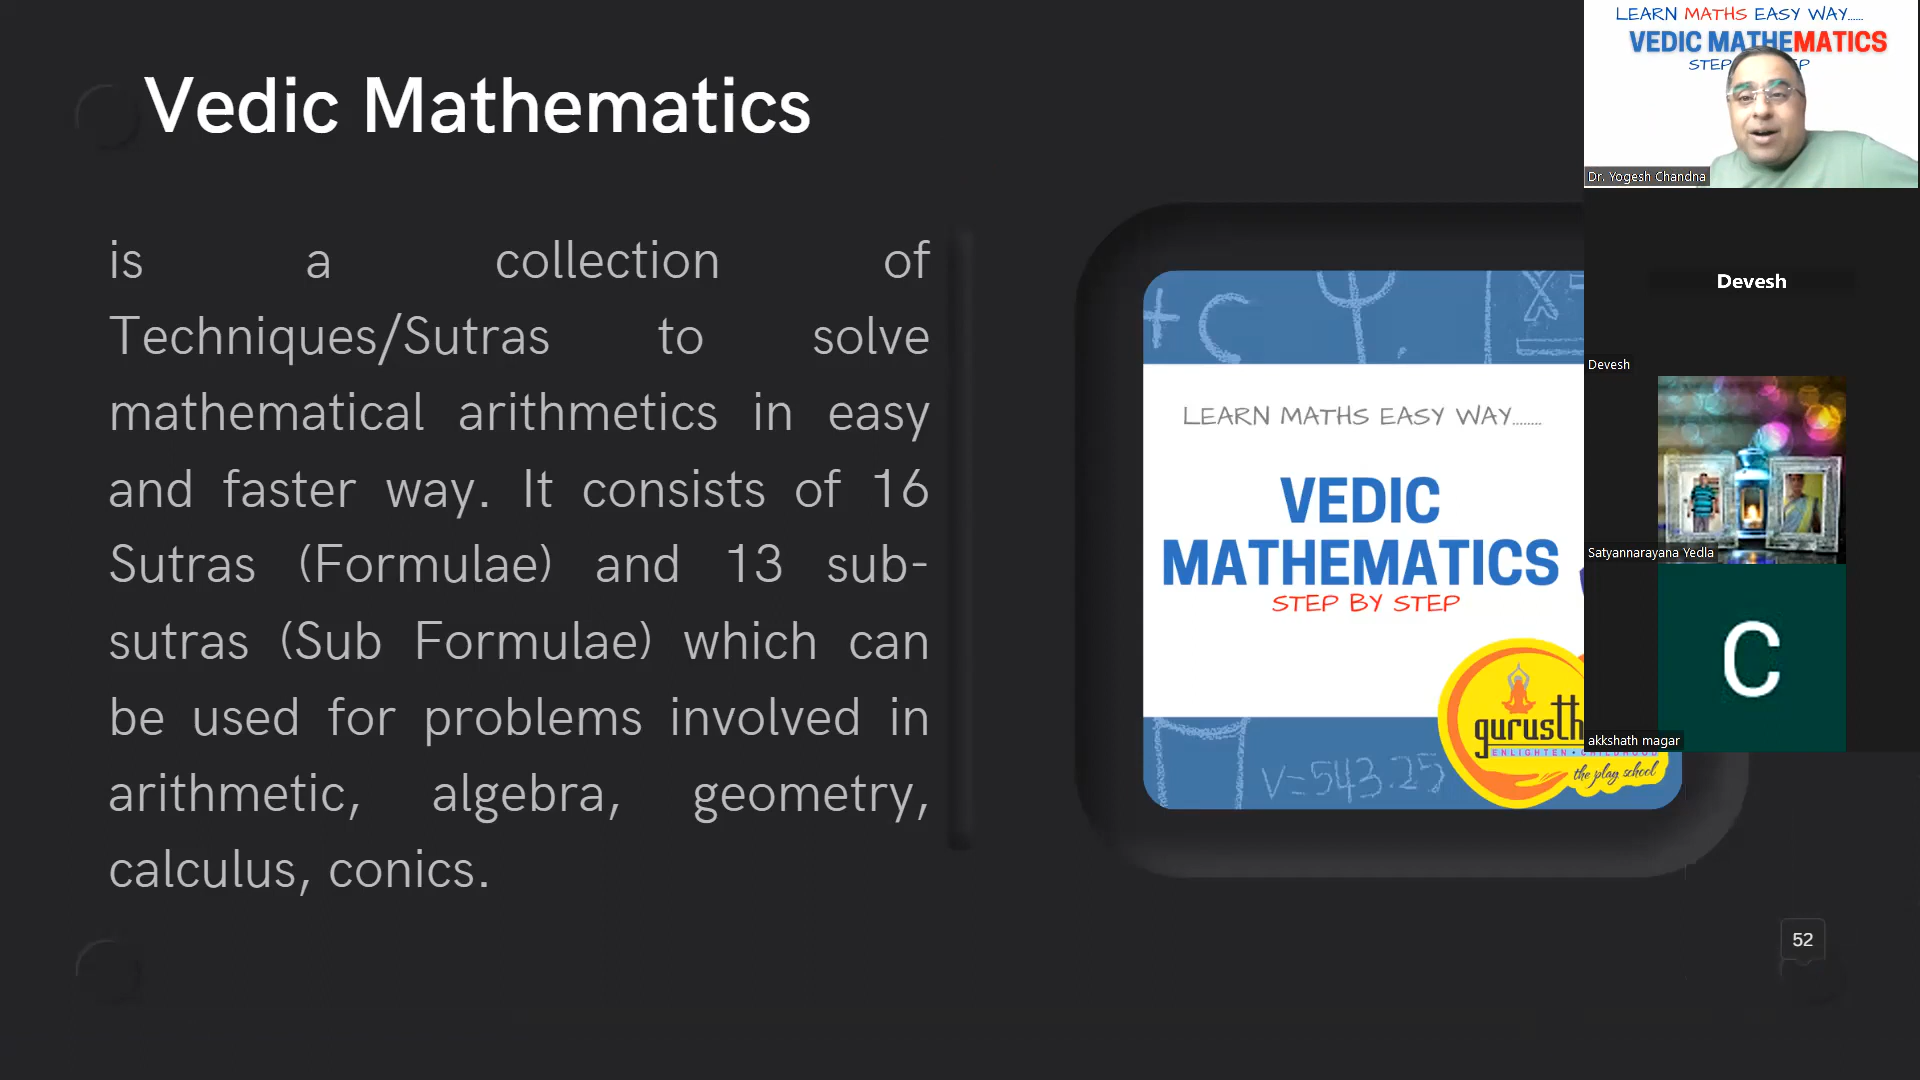 Vedic Mathematics
is a collection of
Techniques/Sutras to solve
mathematical arithmetics in easy
and faster way. It consists of 16
Sutras (Formulae) and 13 sub-
sutras (Sub Formulae) which can
be used for problems involved in
arithmetic, algebra, geometry,
calculus, conics.
LEARN MATHS EASY WAY........
VEDIC
MATHEMATICS
STEP BY STEP
the play school
V=543.25
52
LEARN MATHS EASY WAY......
VEDIC MATHEMATICS
STEP
Dr. Yogesh Chandna
Devesh
Devesh
Satyannarayana Yedla
C
akkshath magar